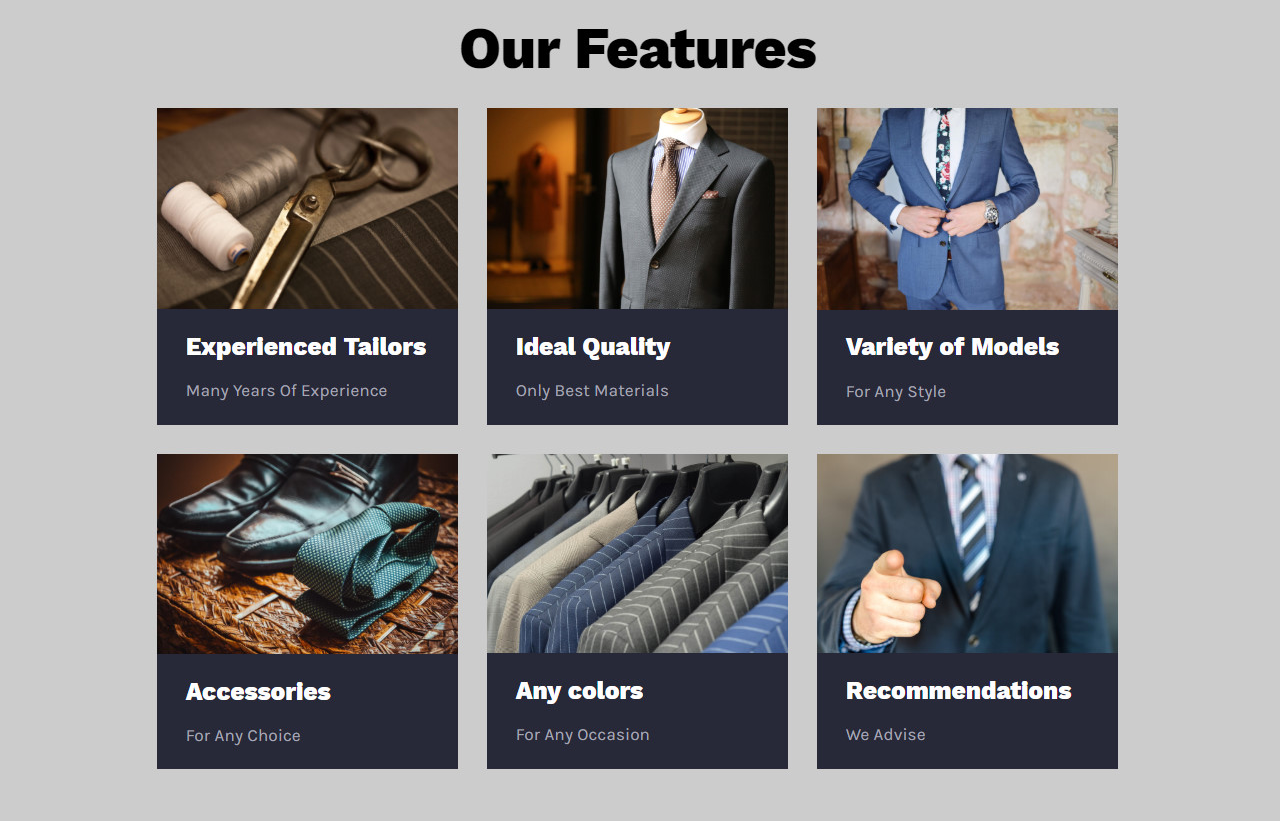 Our Features
Experienced Tailors
Many Years Of Experience
Ideal Quality
Only Best Materials
Variety of Models
For Any Style
Accessories
For Any Choice
Any colors
For Any Occasion
Recommendations
We Advise